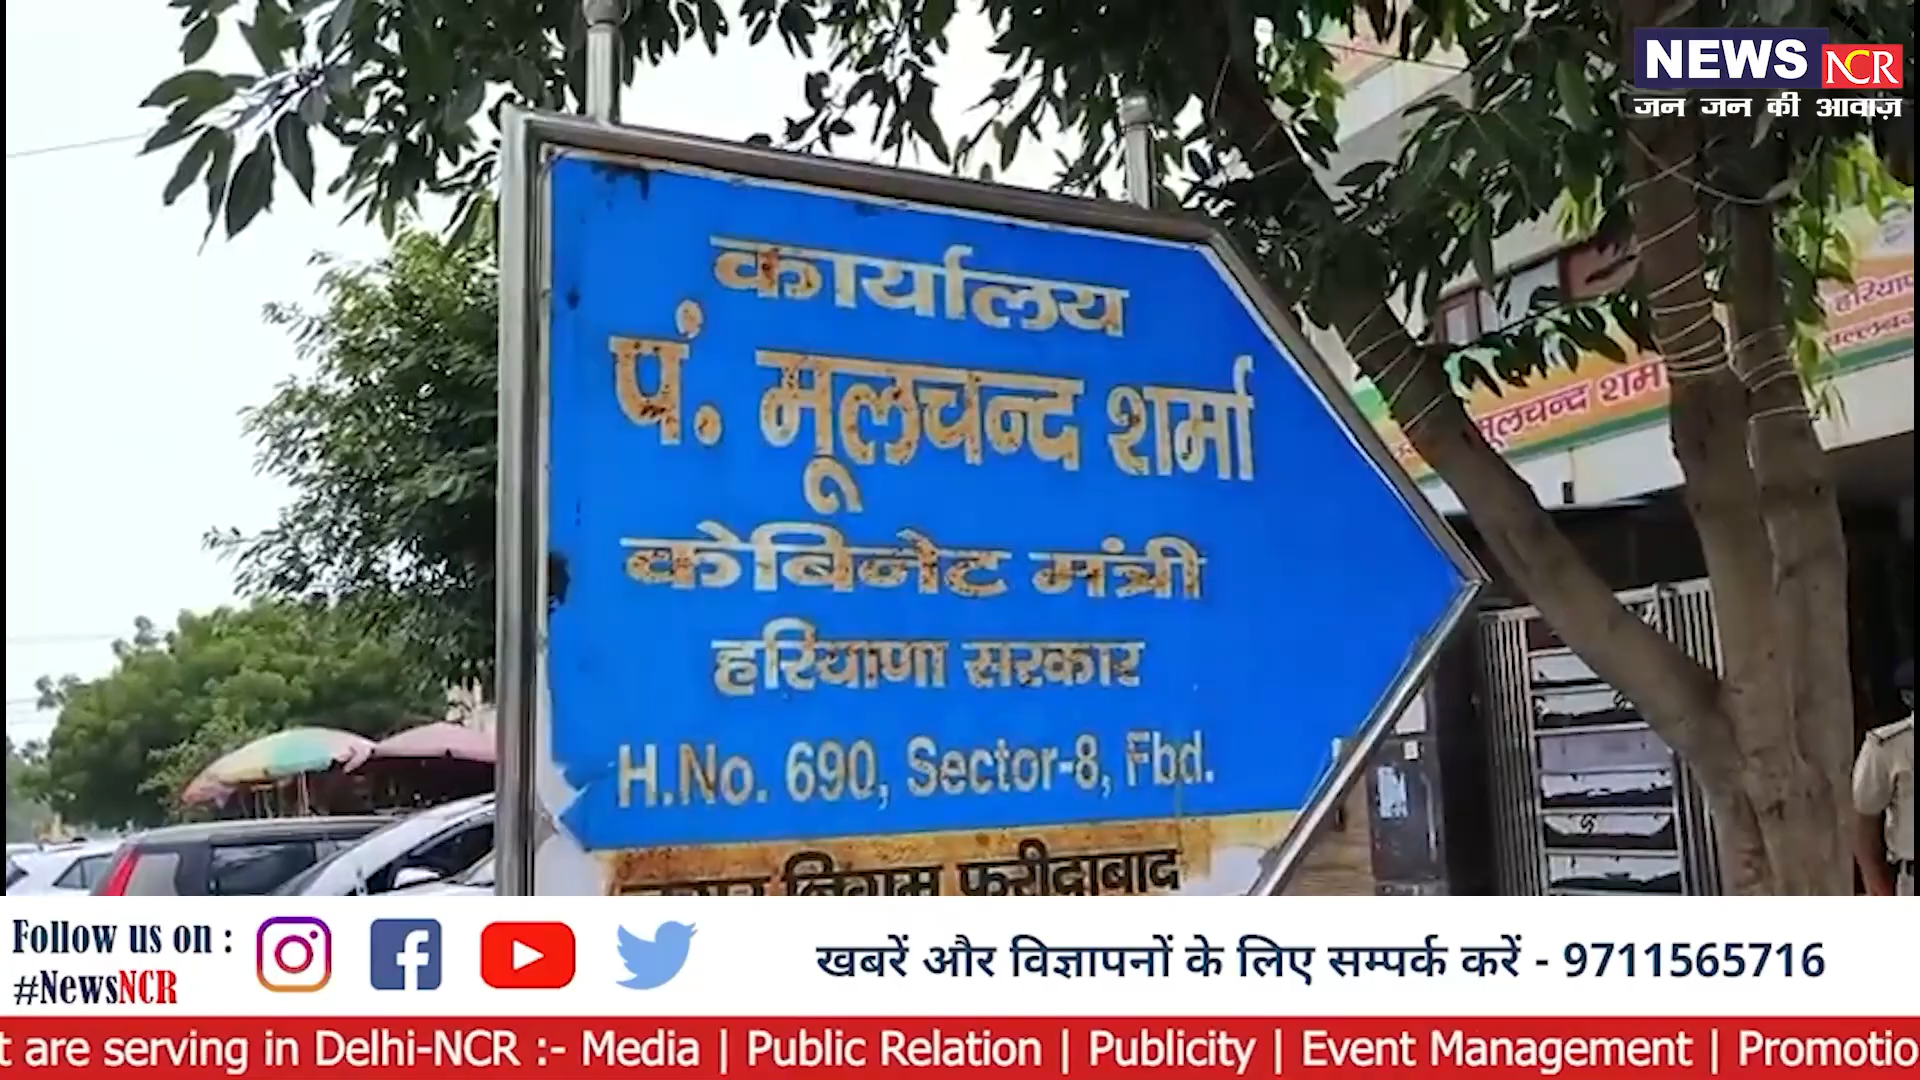 NEWS NCR
जन जन की आवाज़
कार्यालय
पं. मूलचन्द शर्मा
केबिनेट मंत्री
हरियाणा सरकार
H.No. 690, Sector-8, Fbd.
निगम फरीदाबाद
मूलचन्द शर्मा
Follow us on :
#NewsNCR
खबरें और विज्ञापनों के लिए सम्पर्क करें - 9711565716
are serving in Delhi-NCR :- Media | Public Relation | Publicity | Event Management | Promotio